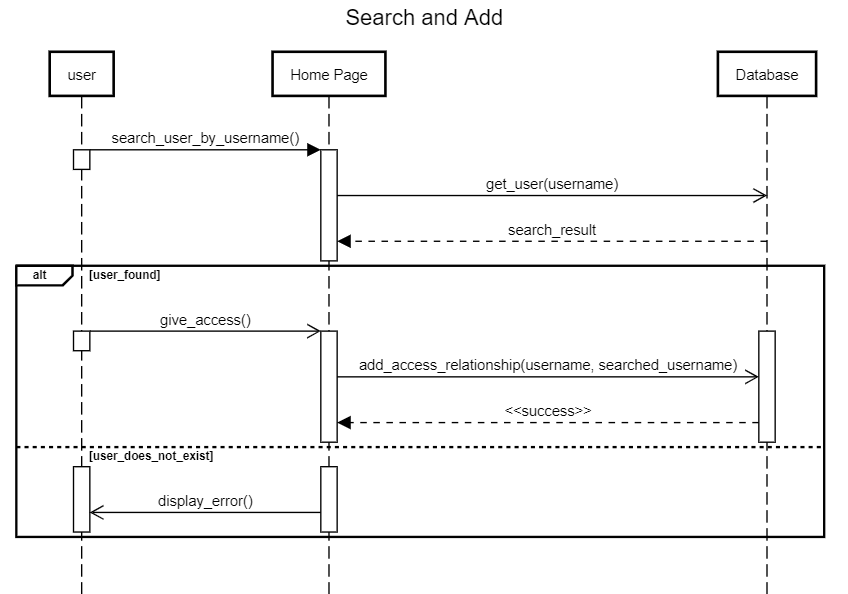 Search and Add
user
Home Page
Database
search_user_by_username()
get_user(username)
search_result
alt
[user_found]
give_access()
add_access_relationship(username, searched_username)
<<success>>
[user_does_not_exist]
display_error()